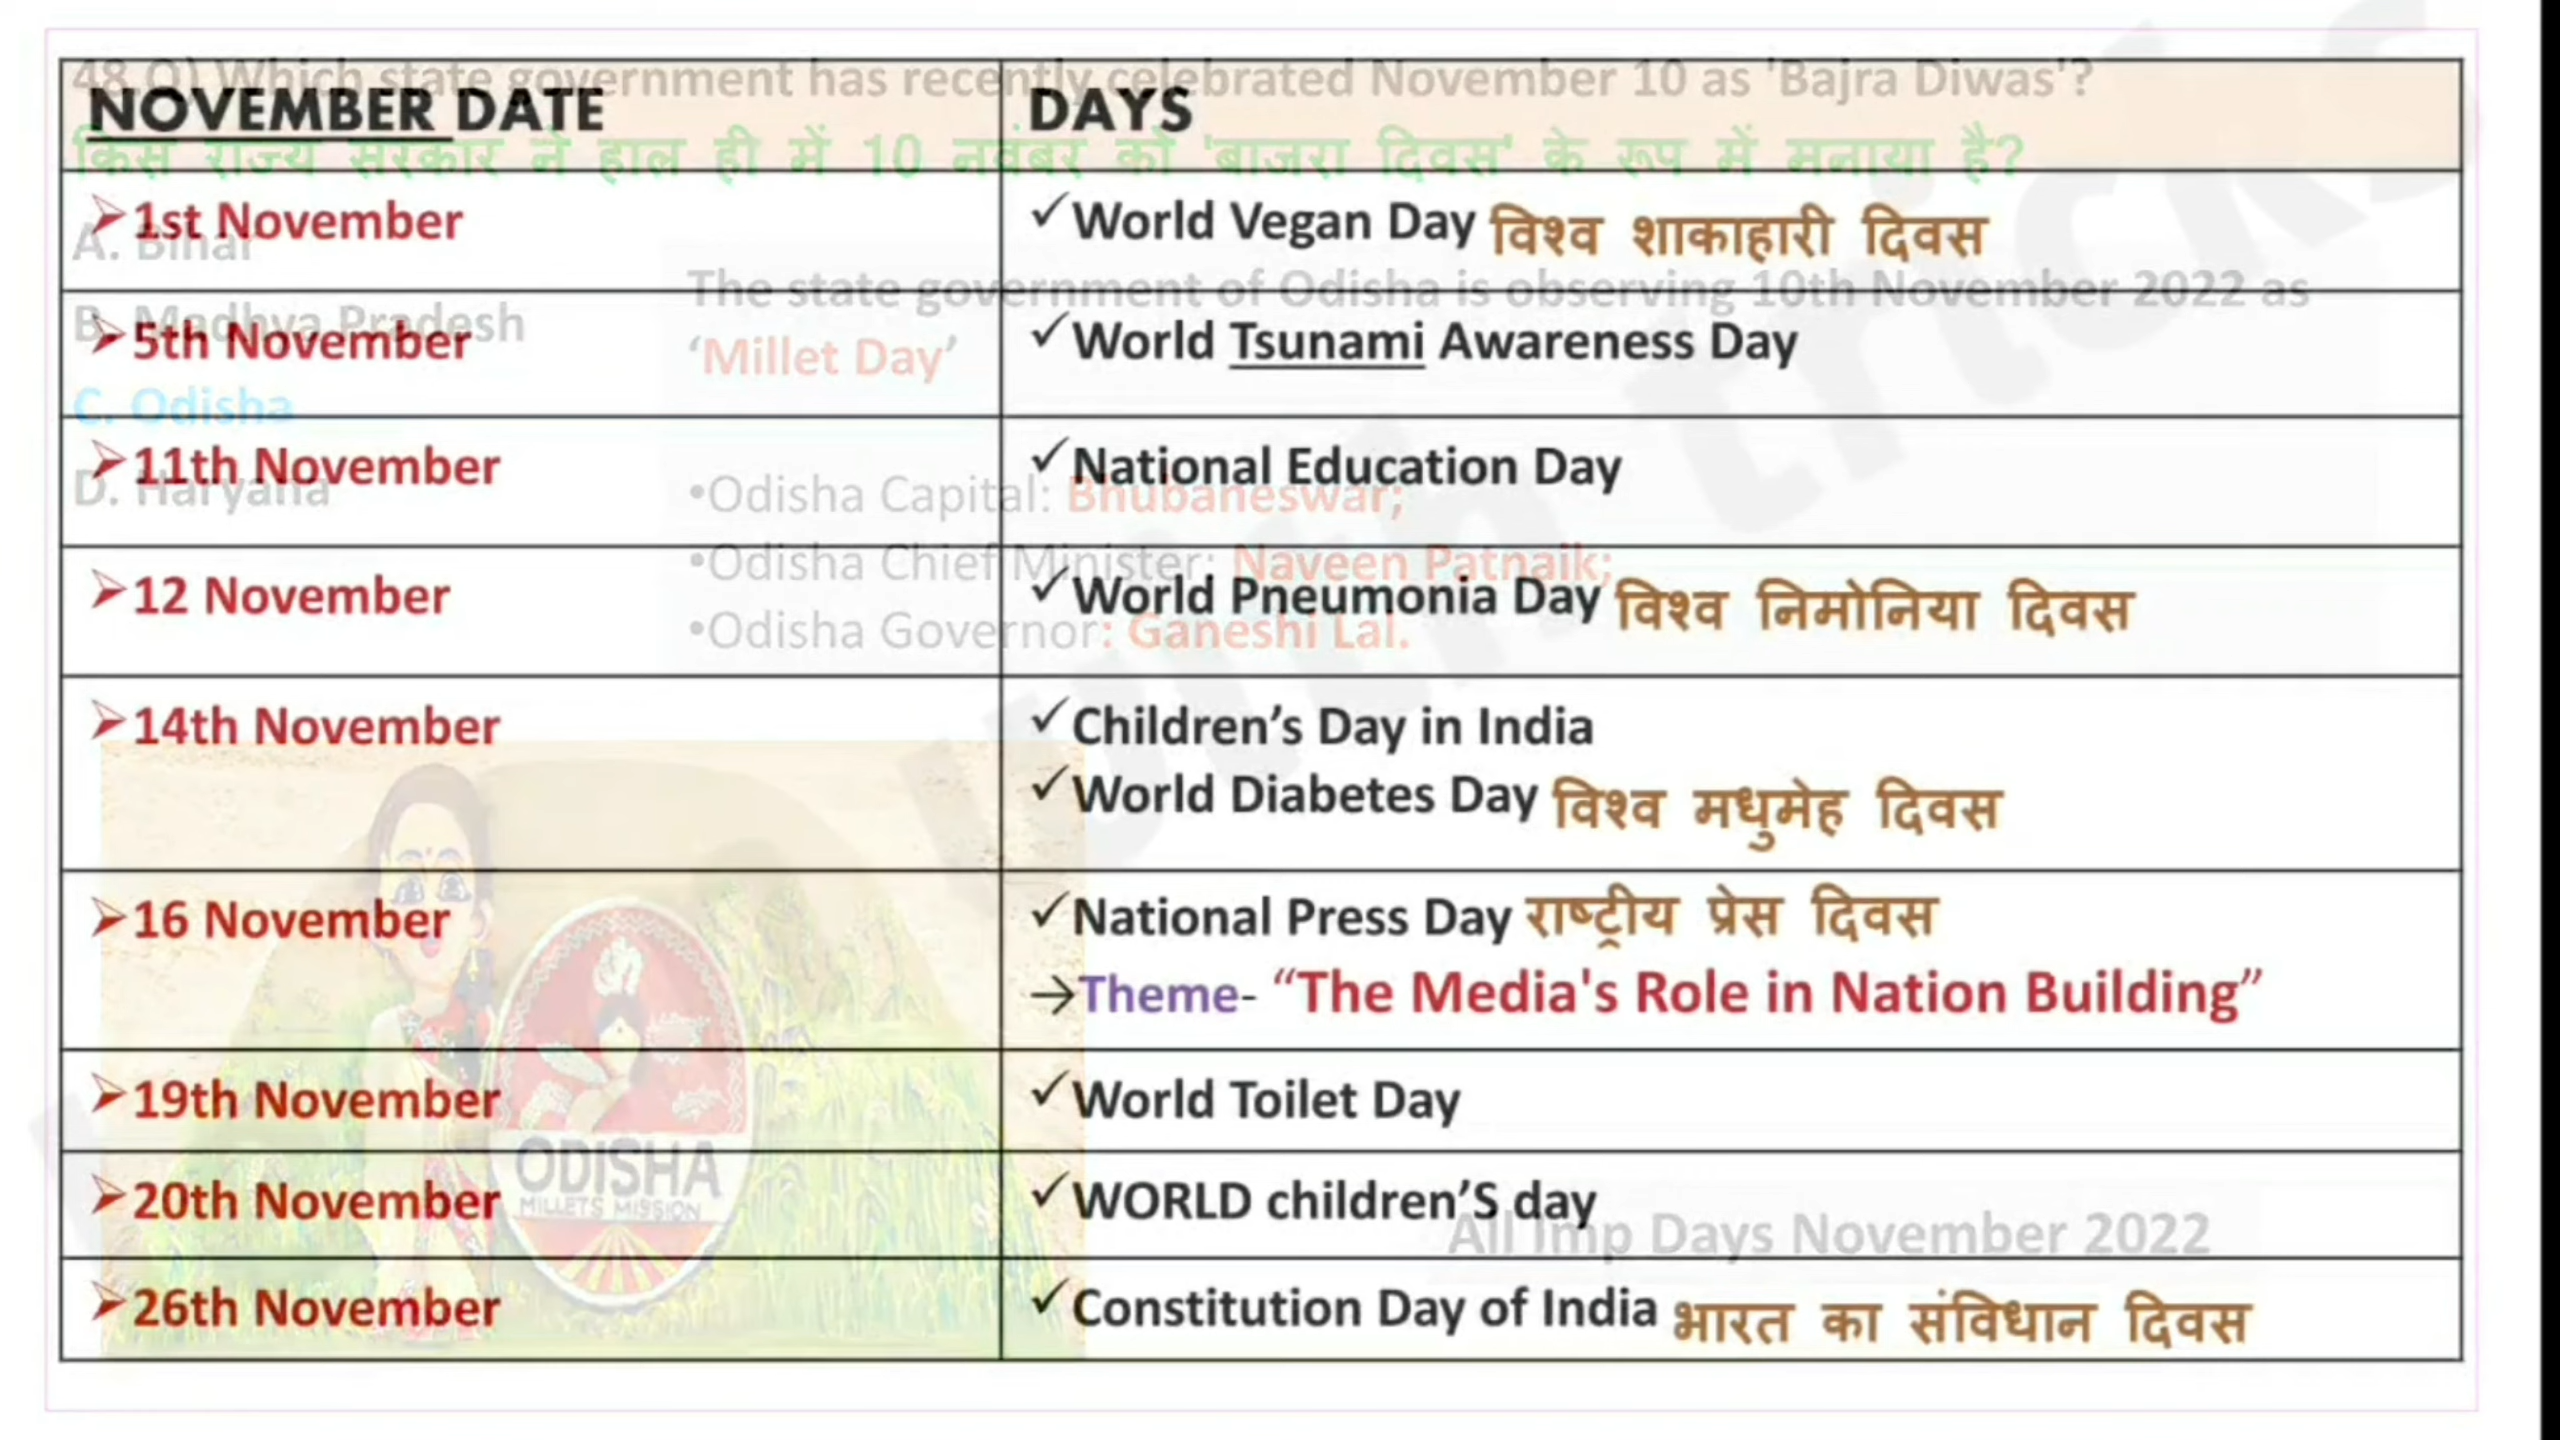 48.Q) Which state government has recently celebrated November 10 as 'Bajra Diwas'?
NOVEMBER DATE DAYS
किस राज्य सरकार ने हाल ही में 10 नवंबर को 'बाजरा दिवस' के रूप में मनाया है?
1st November ✓World Vegan Day विश्व शाकाहारी दिवस
A. Bihar
The state government of Odisha is observing 10th November 2022 as
B. Madhya Pradesh
5th November ✓World Tsunami Awareness Day
‘Millet Day’
C. Odisha
11th November ✓National Education Day
D. Haryana
•Odisha Capital: Bhubaneswar;
•Odisha Chief Minister: Naveen Patnaik;
12 November ✓World Pneumonia Day विश्व निमोनिया दिवस
•Odisha Governor: Ganeshi Lal.
14th November ✓Children’s Day in India
✓World Diabetes Day विश्व मधुमेह दिवस
16 November ✓National Press Day राष्ट्रीय प्रेस दिवस
→Theme- “The Media's Role in Nation Building”
19th November ✓World Toilet Day
ODISHA
MILLETS MISSION
20th November ✓WORLD children’S day
All Imp Days November 2022
26th November ✓Constitution Day of India भारत का संविधान दिवस
with tricks